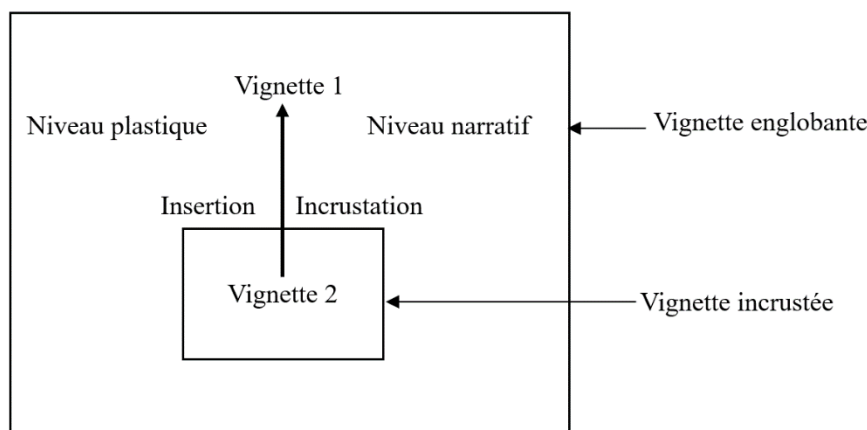 Vignette 1
Niveau plastique
Niveau narratif
Vignette englobante
Insertion
Incrustation
Vignette 2
Vignette incrustée